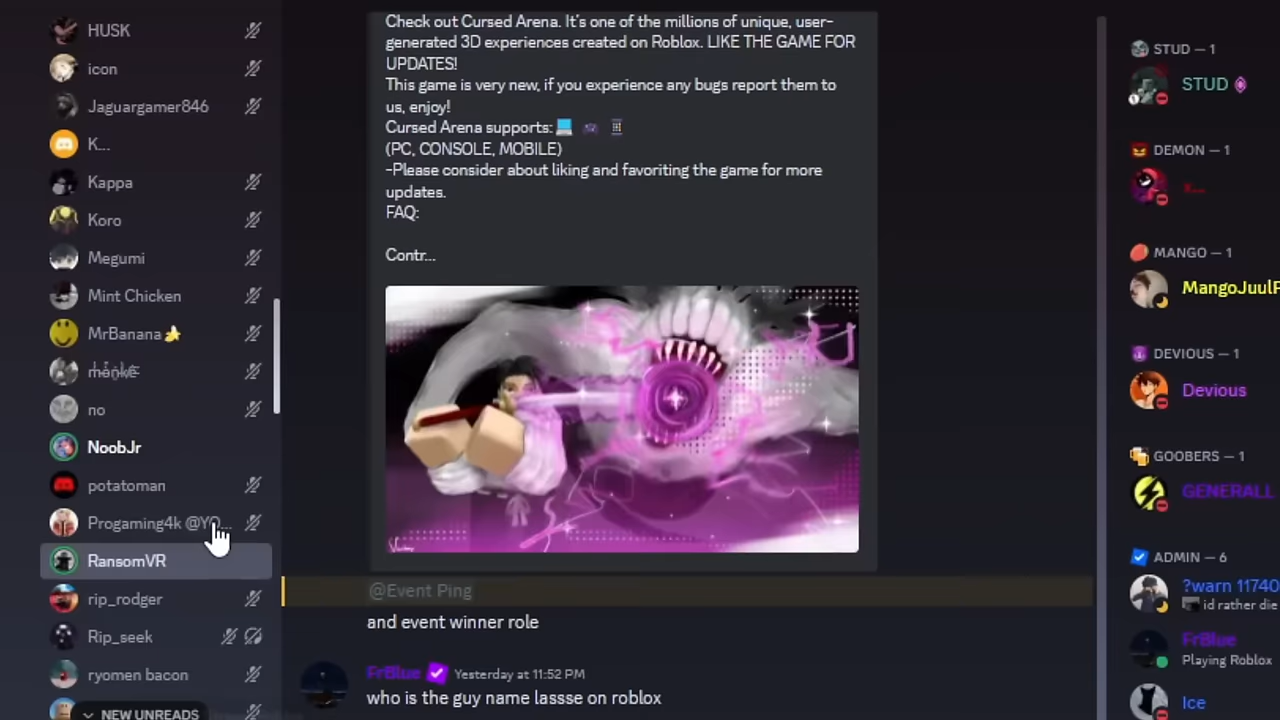 HUSK
icon
Jaguargamer846
K...
Kappa
Koro
Megumi
Mint Chicken
MrBanana
no
NoobJr
potatoman
Progaming4k @YO...
RansomVR
rip_rodger
Rip_seek
ryomen bacon
NEW UNREADS
Check out Cursed Arena. It's one of the millions of unique, user-
generated 3D experiences created on Roblox. LIKE THE GAME FOR
UPDATES!
This game is very new, if you experience any bugs report them to
us, enjoy!
Cursed Arena supports: 💻 🎮 📱
(PC, CONSOLE, MOBILE)
-Please consider about liking and favoriting the game for more
updates.
FAQ:
Contr...
@Event Ping
and event winner role
FrBlue Yesterday at 11:52 PM
who is the guy name lassse on roblox
STUD — 1
STUD
DEMON — 1
x...
MANGO — 1
MangoJuulP
DEVIOUS — 1
Devious
GOOBERS — 1
GENERALL
ADMIN — 6
?warn 11740
id rather die
FrBlue
Playing Roblox
Ice